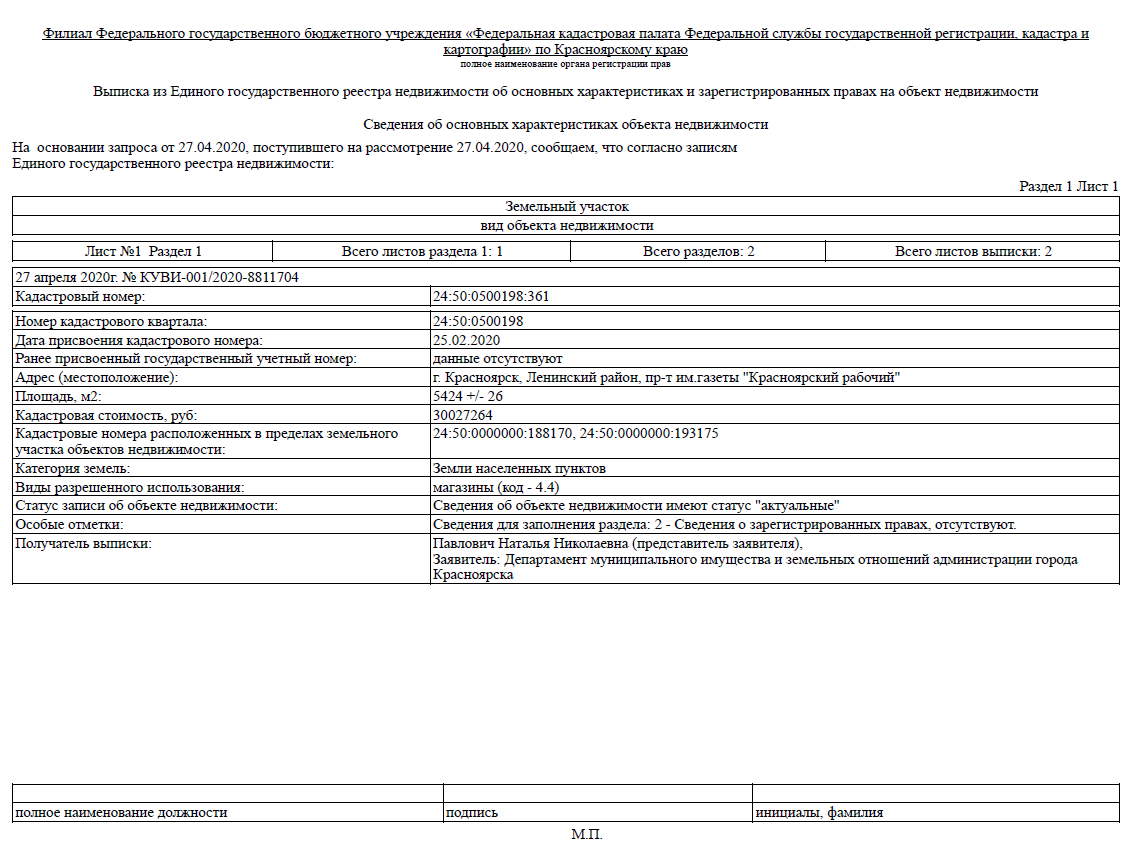 Филиал Федерального государственного бюджетного учреждения «Федеральная кадастровая палата Федеральной службы государственной регистрации, кадастра и
картографии» по Красноярскому краю
полное наименование органа регистрации прав
Выписка из Единого государственного реестра недвижимости об основных характеристиках и зарегистрированных правах на объект недвижимости
Сведения об основных характеристиках объекта недвижимости
На основании запроса от 27.04.2020, поступившего на рассмотрение 27.04.2020, сообщаем, что согласно записям
Единого государственного реестра недвижимости:
Раздел 1 Лист 1
Земельный участок
вид объекта недвижимости
Лист №1 Раздел 1 Всего листов раздела 1: 1 Всего разделов: 2 Всего листов выписки: 2
27 апреля 2020г. № КУВИ-001/2020-8811704
Кадастровый номер: 24:50:0500198:361
Номер кадастрового квартала: 24:50:0500198
Дата присвоения кадастрового номера: 25.02.2020
Ранее присвоенный государственный учетный номер: данные отсутствуют
Адрес (местоположение): г. Красноярск, Ленинский район, пр-т им.газеты "Красноярский рабочий"
Площадь, м2: 5424 +/- 26
Кадастровая стоимость, руб: 30027264
Кадастровые номера расположенных в пределах земельного 24:50:0000000:188170, 24:50:0000000:193175
участка объектов недвижимости:
Категория земель: Земли населенных пунктов
Виды разрешенного использования: магазины (код - 4.4)
Статус записи об объекте недвижимости: Сведения об объекте недвижимости имеют статус "актуальные"
Особые отметки: Сведения для заполнения раздела: 2 - Сведения о зарегистрированных правах, отсутствуют.
Получатель выписки: Павлович Наталья Николаевна (представитель заявителя),
Заявитель: Департамент муниципального имущества и земельных отношений администрации города
Красноярска
полное наименование должности подпись инициалы, фамилия
М.П.